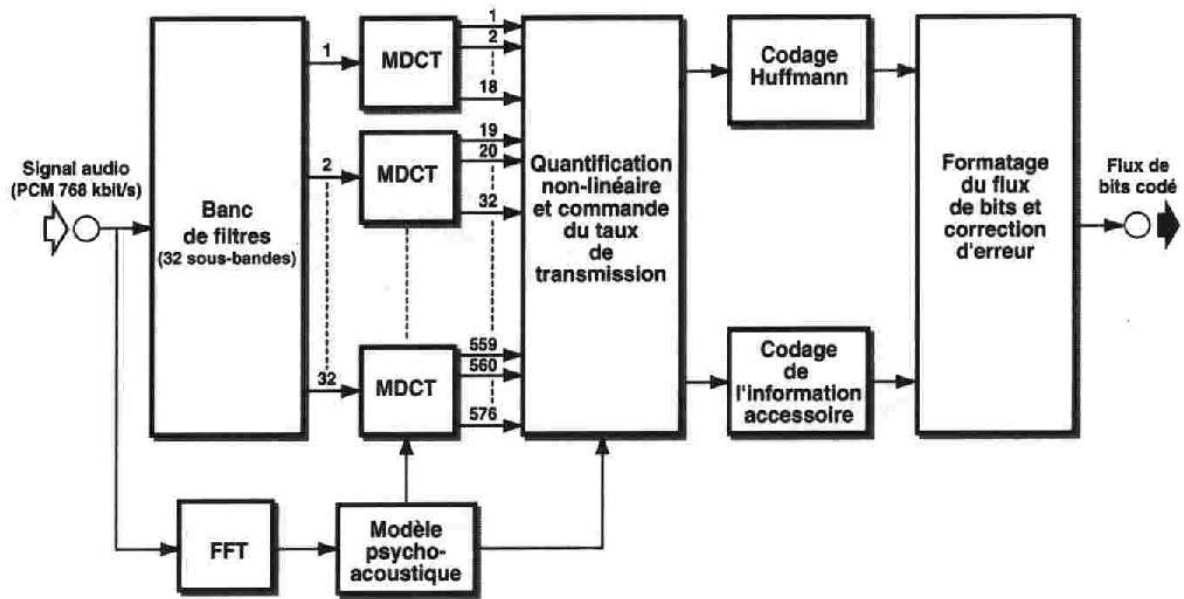 Signal audio
(PCM 768 kbit/s)
Banc
de filtres
(32 sous-bandes)
1
2
32
MDCT
MDCT
MDCT
1
2
18
19
20
32
559
560
576
Quantification
non-linéaire
et commande
du taux
de
transmission
Codage
Huffmann
Codage
de
l'information
accessoire
Formatage
du flux
de bits et
correction
d'erreur
Flux de
bits codé
FFT
Modèle
psycho-
acoustique